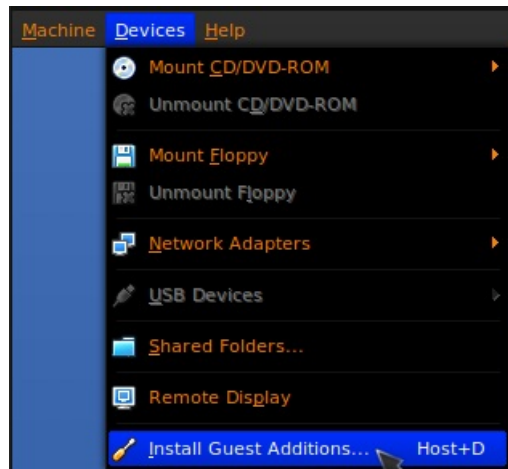 Machine Devices Help
Mount CD/DVD-ROM
Unmount CD/DVD-ROM
Mount Floppy
Unmount Floppy
Network Adapters
USB Devices
Shared Folders...
Remote Display
Install Guest Additions... Host+D